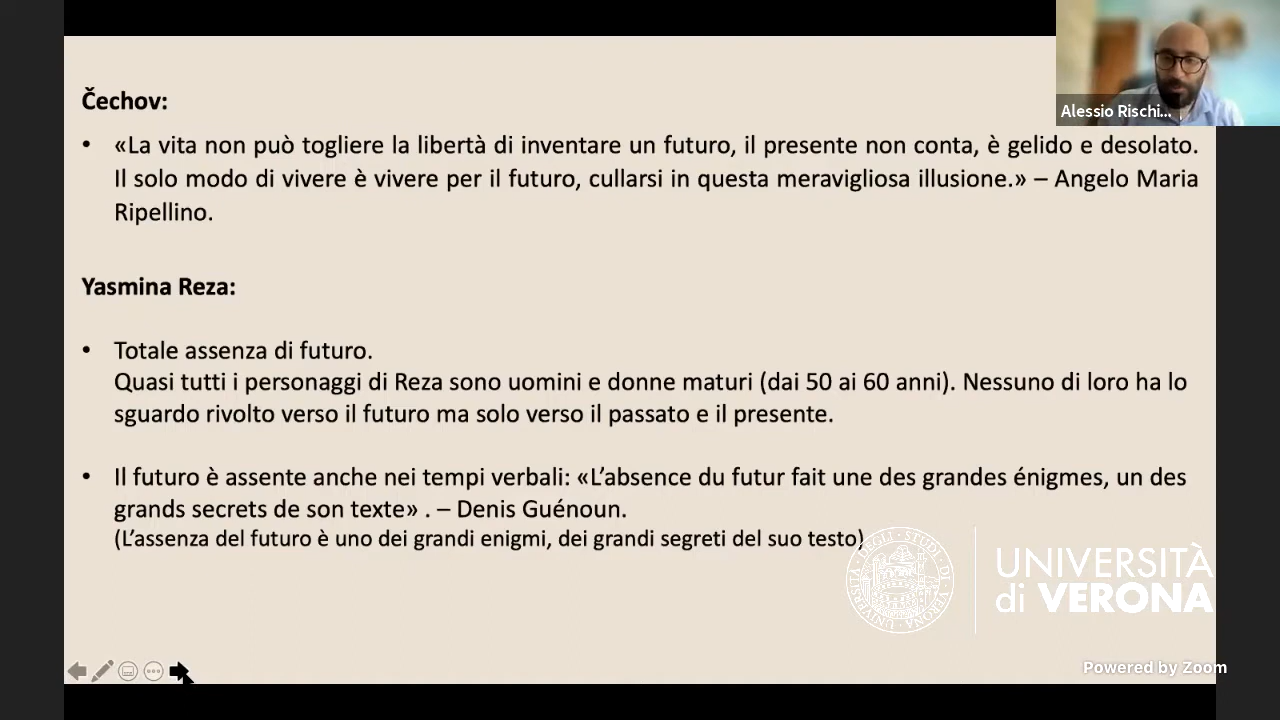 Čechov:
• «La vita non può togliere la libertà di inventare un futuro, il presente non conta, è gelido e desolato.
Il solo modo di vivere è vivere per il futuro, cullarsi in questa meravigliosa illusione.» – Angelo Maria
Ripellino.
Yasmina Reza:
• Totale assenza di futuro.
Quasi tutti i personaggi di Reza sono uomini e donne maturi (dai 50 ai 60 anni). Nessuno di loro ha lo
sguardo rivolto verso il futuro ma solo verso il passato e il presente.
• Il futuro è assente anche nei tempi verbali: «L’absence du futur fait une des grandes énigmes, un des
grands secrets de son texte» . – Denis Guénoun.
(L’assenza del futuro è uno dei grandi enigmi, dei grandi segreti del suo testo)
Alessio Rischi...
UNIVERSITÀ DEGLI STUDI DI VERONA
UNIVERSITÀ
di VERONA
Powered by Zoom